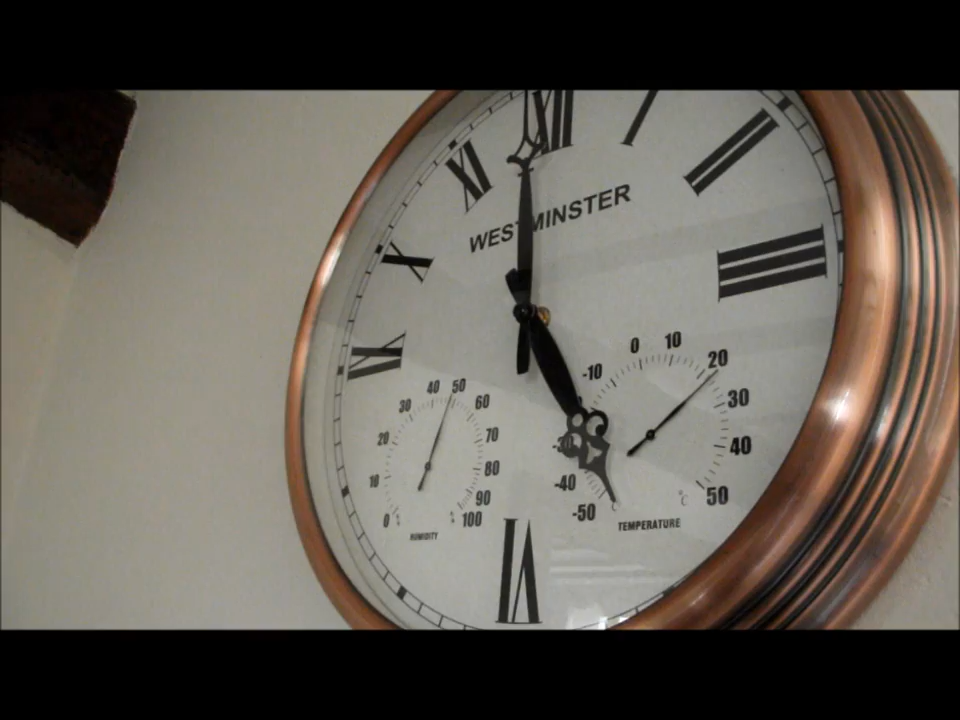 XII
I
II
III
VI
IX
X
XI
WESTMINSTER
0
10
20
30
40
50
60
70
80
90
100
HUMIDITY
-50
-40
-10
0
10
20
30
40
50
°C
TEMPERATURE